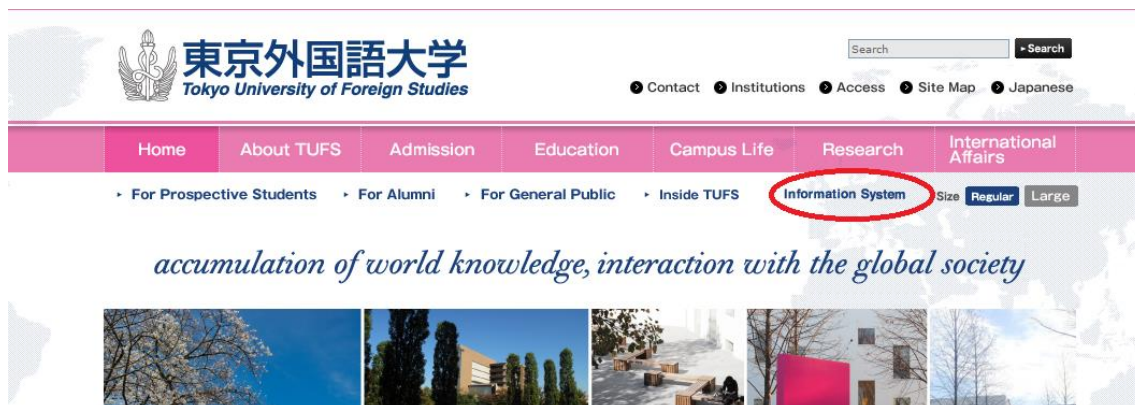 東京外国語大学
Tokyo University of Foreign Studies
Search
Search
Contact Institutions Access Site Map Japanese
Home About TUFS Admission Education Campus Life Research International Affairs
For Prospective Students For Alumni For General Public Inside TUFS Information System Size Regular Large
accumulation of world knowledge, interaction with the global society